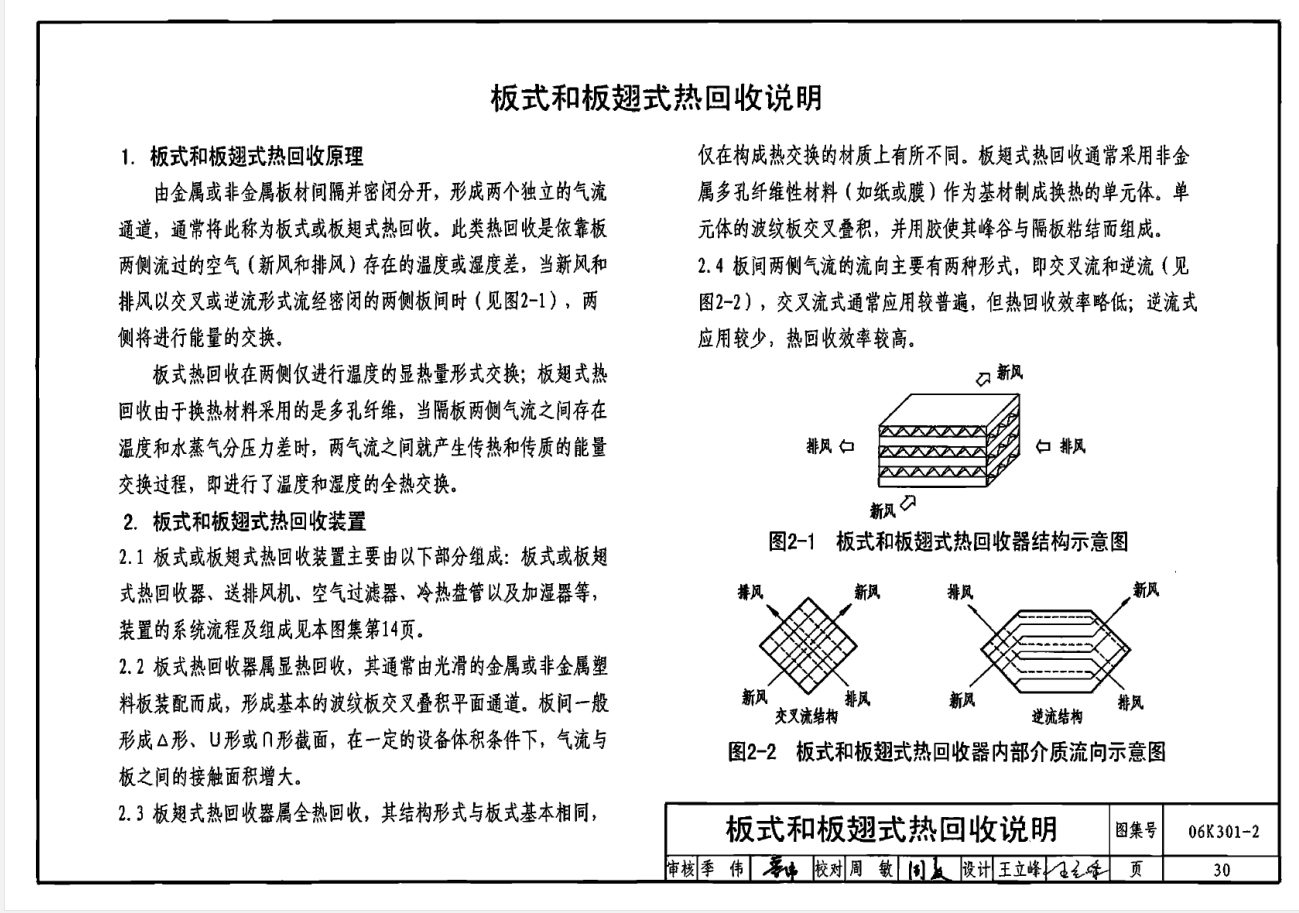 板式和板翅式热回收说明
1. 板式和板翅式热回收原理
由金属或非金属板材间隔并密闭分开，形成两个独立的气流
通道，通常将此称为板式或板翅式热回收。此类热回收是依靠板
两侧流过的空气（新风和排风）存在的温度或湿度差，当新风和
排风以交叉或逆流形式流经密闭的两侧板间时（见图2-1），两
侧将进行能量的交换。
板式热回收在两侧仅进行温度的显热量形式交换；板翅式热
回收由于换热材料采用的是多孔纤维，当隔板两侧气流之间存在
温度和水蒸气分压力差时，两气流之间就产生传热和传质的能量
交换过程，即进行了温度和湿度的全热交换。
2. 板式和板翅式热回收装置
2.1 板式或板翅式热回收装置主要由以下部分组成：板式或板翅
式热回收器、送排风机、空气过滤器、冷热盘管以及加湿器等，
装置的系统流程及组成见本图集第14页。
2.2 板式热回收器属显热回收，其通常由光滑的金属或非金属塑
料板装配而成，形成基本的波纹板交叉叠积平面通道。板间一般
形成△形、U形或∩形截面，在一定的设备体积条件下，气流与
板之间的接触面积增大。
2.3 板翅式热回收器属全热回收，其结构形式与板式基本相同，
仅在构成热交换的材质上有所不同。板翅式热回收通常采用非金
属多孔纤维性材料（如纸或膜）作为基材制成换热的单元体。单
元体的波纹板交叉叠积，并用胶使其峰谷与隔板粘结而组成。
2.4 板间两侧气流的流向主要有两种形式，即交叉流和逆流（见
图2-2），交叉流式通常应用较普遍，但热回收效率略低；逆流式
应用较少，热回收效率较高。
新风
排风 排风
新风
图2-1 板式和板翅式热回收器结构示意图
排风 新风 排风 新风
新风 排风 新风 排风
交叉流结构 逆流结构
图2-2 板式和板翅式热回收器内部介质流向示意图
板式和板翅式热回收说明 图集号 06K301-2
审核 季 伟 校对 周 敏 设计 王立峰 王立峰 页 30